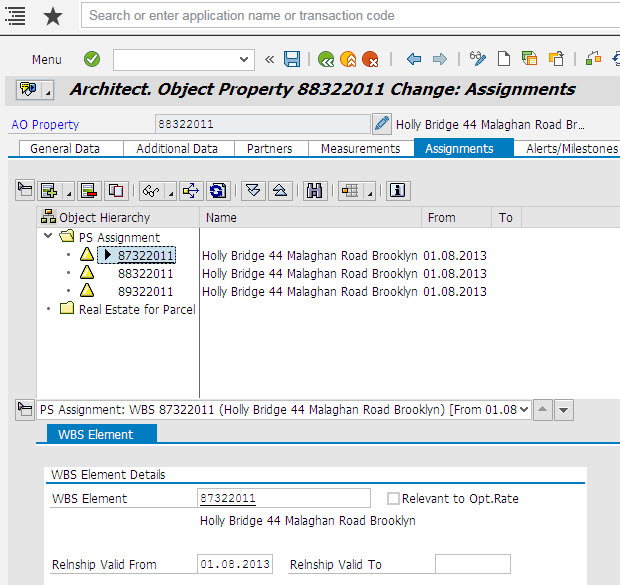 Search or enter application name or transaction code
Menu
Architect. Object Property 88322011 Change: Assignments
AO Property 88322011 Holly Bridge 44 Malaghan Road Br...
General Data Additional Data Partners Measurements Assignments Alerts/Milestones
Object Hierarchy Name From To
PS Assignment
87322011 Holly Bridge 44 Malaghan Road Brooklyn 01.08.2013
88322011 Holly Bridge 44 Malaghan Road Brooklyn 01.08.2013
89322011 Holly Bridge 44 Malaghan Road Brooklyn 01.08.2013
Real Estate for Parcel
PS Assignment: WBS 87322011 (Holly Bridge 44 Malaghan Road Brooklyn) [From 01.08
WBS Element
WBS Element Details
WBS Element 87322011 Relevant to Opt.Rate
Holly Bridge 44 Malaghan Road Brooklyn
Relnship Valid From 01.08.2013 Relnship Valid To